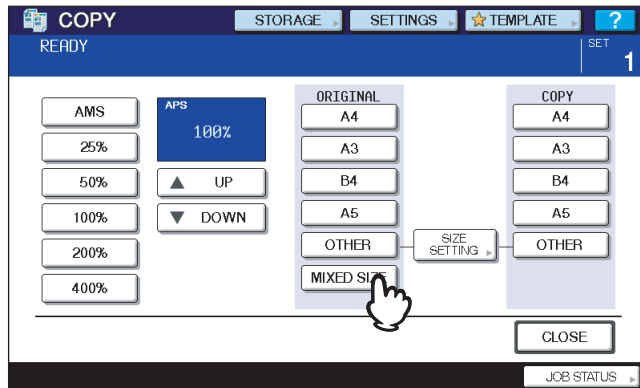 COPY
STORAGE
SETTINGS
TEMPLATE
?
READY
SET
1
AMS
25%
50%
100%
200%
400%
APS
100%
UP
DOWN
ORIGINAL
A4
A3
B4
A5
OTHER
MIXED SIZE
SIZE
SETTING
COPY
A4
A3
B4
A5
OTHER
CLOSE
JOB STATUS